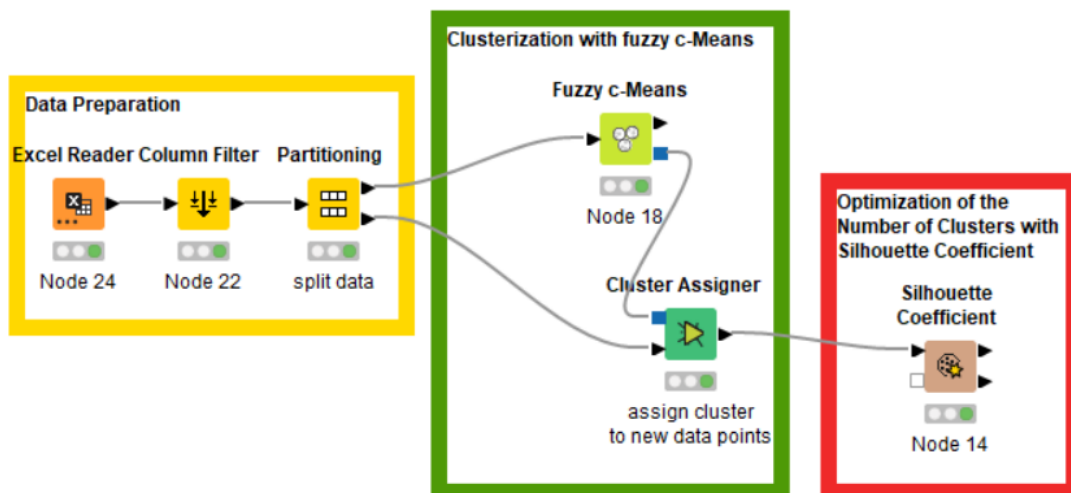 Data Preparation
Excel Reader
Column Filter
Partitioning
Node 24
Node 22
split data
Clusterization with fuzzy c-Means
Fuzzy c-Means
Node 18
Cluster Assigner
assign cluster
to new data points
Optimization of the
Number of Clusters with
Silhouette Coefficient
Silhouette
Coefficient
Node 14